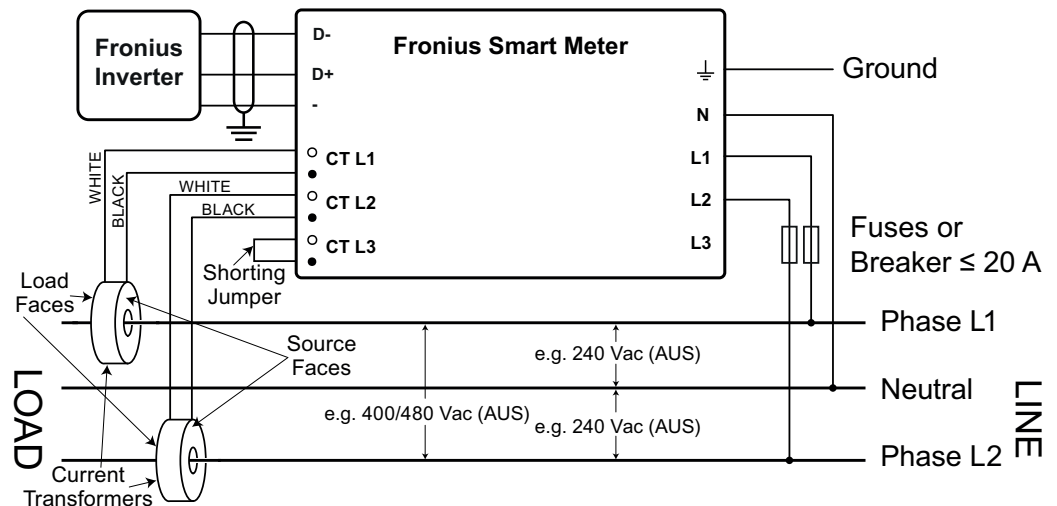 Fronius
Inverter
D-
D+
-
Fronius Smart Meter
Ground
N
L1
L2
L3
CT L1
CT L2
CT L3
WHITE
BLACK
WHITE
BLACK
Shorting
Jumper
Fuses or
Breaker ≤ 20 A
Load
Faces
Source
Faces
Phase L1
e.g. 240 Vac (AUS)
Neutral
e.g. 400/480 Vac (AUS)
e.g. 240 Vac (AUS)
Phase L2
LOAD
LINE
Current
Transformers